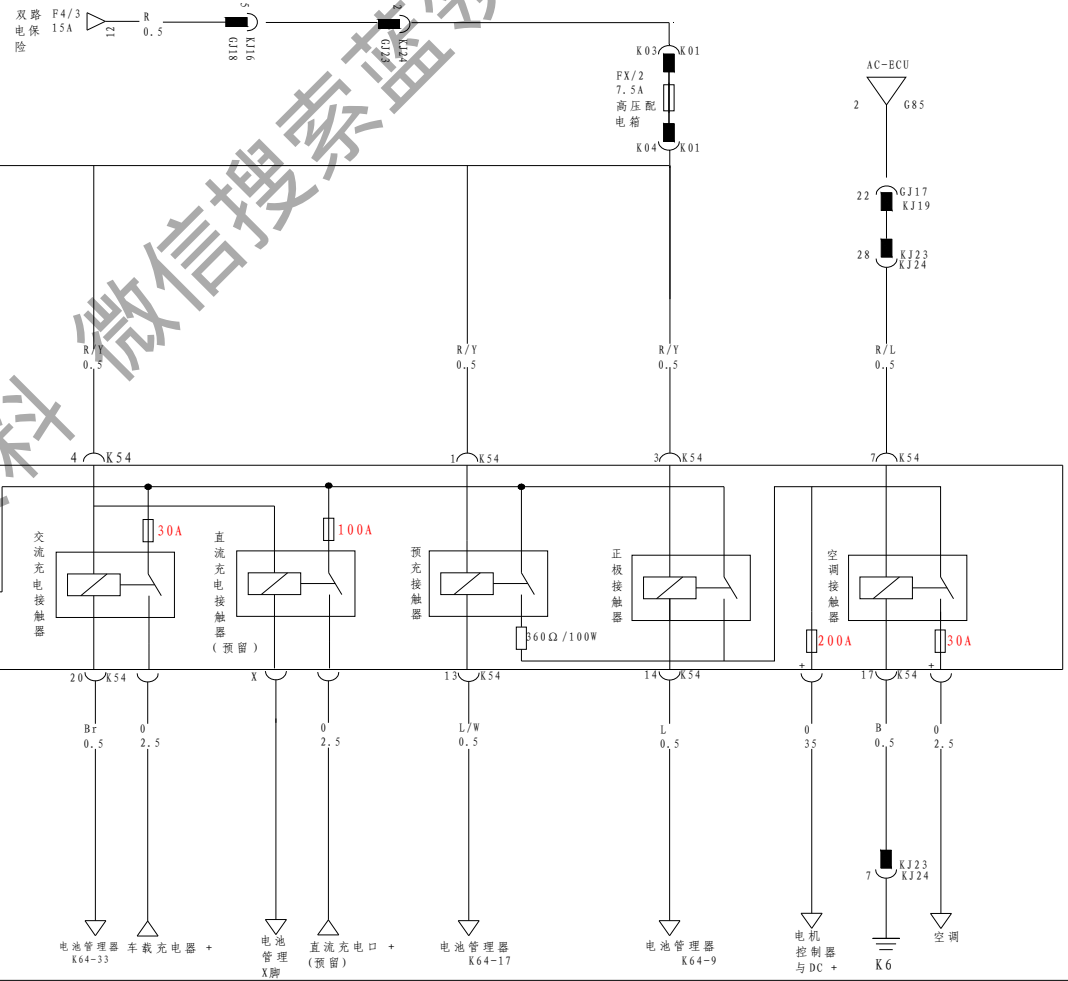 双路
电保
险
F4/3
15A
12
R
0.5
5
GJ18
KJ16
2
GJ23
KJ24
K03
K01
FX/2
7.5A
高压配
电箱
K04
K01
AC-ECU
2
G85
22
GJ17
KJ19
28
KJ23
KJ24
微信搜索蓝领
科
R/Y
0.5
R/Y
0.5
R/Y
0.5
R/L
0.5
4
K54
1
K54
3
K54
7
K54
交流充电接触器
30A
直流充电接触器
(预留)
100A
预充接触器
360Ω/100W
正极接触器
空调接触器
200A
30A
+
+
20
K54
X
13
K54
14
K54
17
K54
Br
0.5
0
2.5
0
2.5
L/W
0.5
L
0.5
0
35
B
0.5
0
2.5
7
KJ23
KJ24
电池管理器
K64-33
车载充电器 +
电池
管理
X脚
直流充电口 +
(预留)
电池管理器
K64-17
电池管理器
K64-9
电机
控制器
与DC +
K6
空调